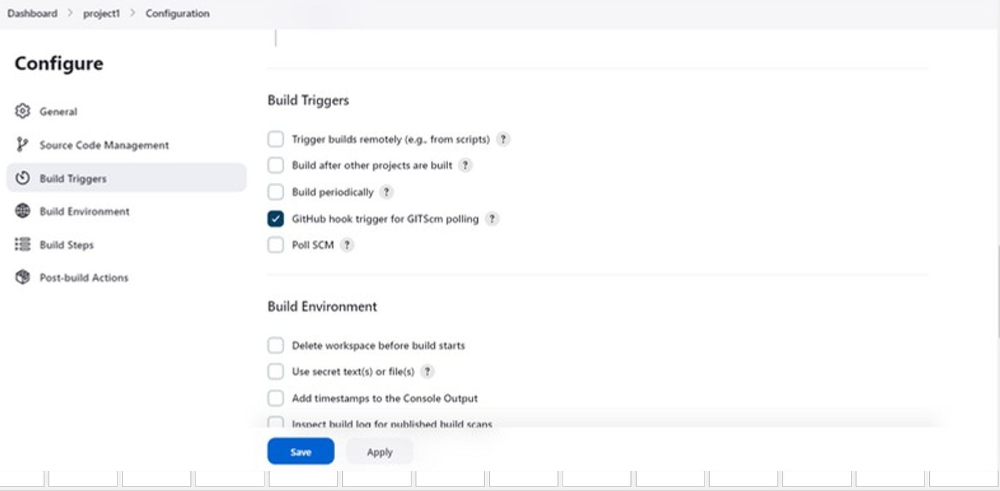 Dashboard > project1 > Configuration
Configure
General
Source Code Management
Build Triggers
Build Environment
Build Steps
Post-build Actions
Build Triggers
Trigger builds remotely (e.g., from scripts) ?
Build after other projects are built ?
Build periodically ?
GitHub hook trigger for GITScm polling ?
Poll SCM ?
Build Environment
Delete workspace before build starts
Use secret text(s) or file(s) ?
Add timestamps to the Console Output
Inspect build log for published build scans
Save
Apply